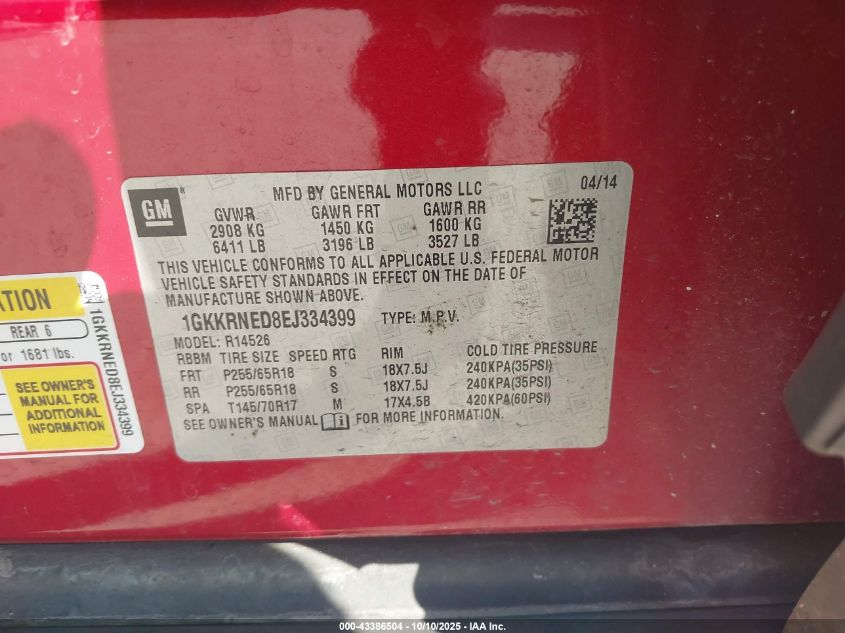 GM
®
MFD BY GENERAL MOTORS LLC
04/14
GVWR GAWR FRT GAWR RR
2908 KG 1450 KG 1600 KG
6411 LB 3196 LB 3527 LB
THIS VEHICLE CONFORMS TO ALL APPLICABLE U.S. FEDERAL MOTOR
VEHICLE SAFETY STANDARDS IN EFFECT ON THE DATE OF
MANUFACTURE SHOWN ABOVE.
1GKKRNED8EJ334399 TYPE: M.P.V.
MODEL: R14526
RBBM TIRE SIZE SPEED RTG RIM COLD TIRE PRESSURE
FRT P255/65R18 S 18X7.5J 240KPA(35PSI)
RR P255/65R18 S 18X7.5J 240KPA(35PSI)
SPA T145/70R17 M 17X4.5B 420KPA(60PSI)
SEE OWNER'S MANUAL i FOR MORE INFORMATION.
ATION
REAR 6
or 1681 lbs.
SEE OWNER'S
MANUAL FOR
ADDITIONAL
INFORMATION
1GKKRNED8EJ334399
000-43386504 - 10/10/2025 - IAA Inc.